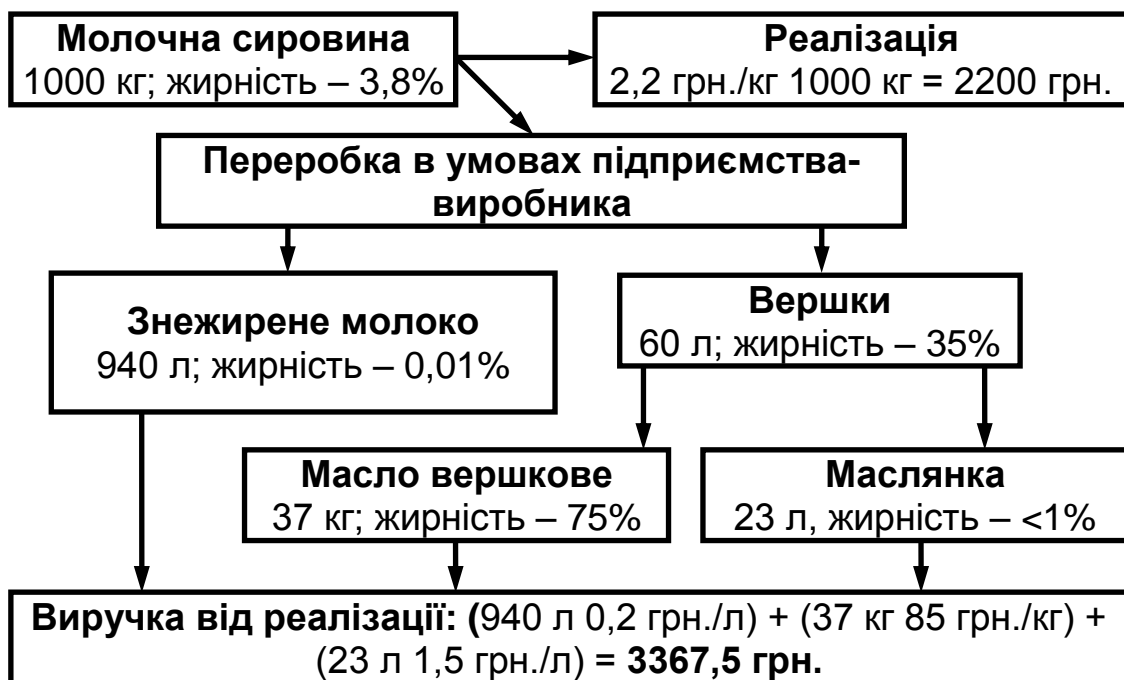 Молочна сировина
1000 кг; жирність – 3,8%
Реалізація
2,2 грн./кг 1000 кг = 2200 грн.
Переробка в умовах підприємства-
виробника
Знежирене молоко
940 л; жирність – 0,01%
Вершки
60 л; жирність – 35%
Масло вершкове
37 кг; жирність – 75%
Маслянка
23 л, жирність – <1%
Виручка від реалізації: (940 л 0,2 грн./л) + (37 кг 85 грн./кг) +
(23 л 1,5 грн./л) = 3367,5 грн.